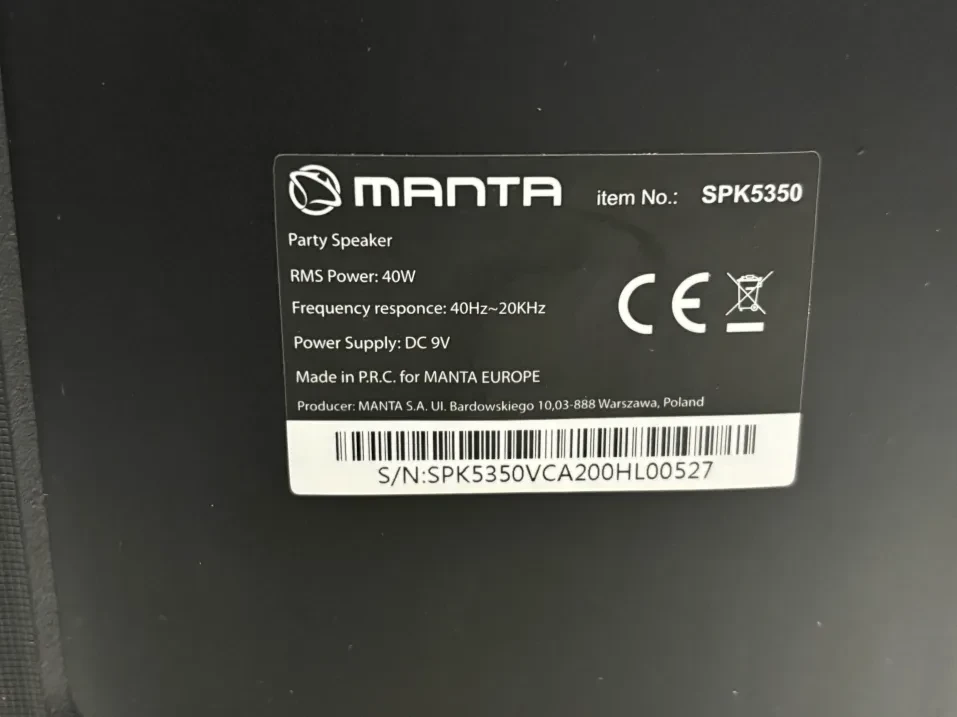 MANTA item No.: SPK5350
Party Speaker
RMS Power: 40W
Frequency responce: 40Hz~20KHz
Power Supply: DC 9V
Made in P.R.C. for MANTA EUROPE
Producer: MANTA S.A. Ul. Bardowskiego 10,03-888 Warszawa, Poland
S/N:SPK5350VCA200HL00527